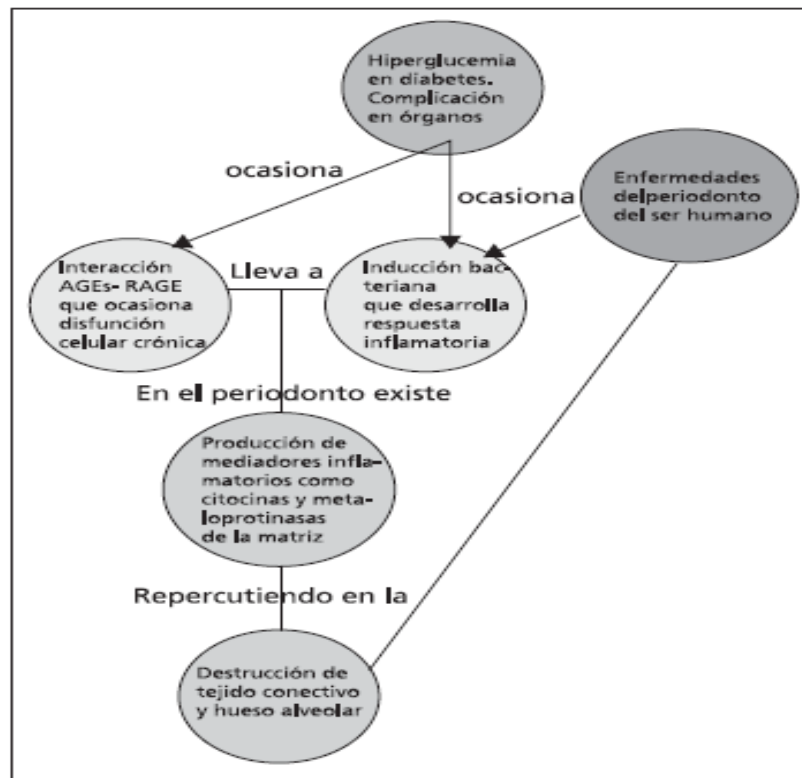 Hiperglucemia
en diabetes.
Complicación
en órganos
ocasiona
ocasiona
Enfermedades
delperiodonto
del ser humano
Interacción
AGEs- RAGE
que ocasiona
disfunción
celular crónica
Lleva a
Inducción bac-
teriana
que desarrolla
respuesta
inflamatoria
En el periodonto existe
Producción de
mediadores infla-
matorios como
citocinas y meta-
loprotinasas
de la matriz
Repercutiendo en la
Destrucción de
tejido conectivo
y hueso alveolar